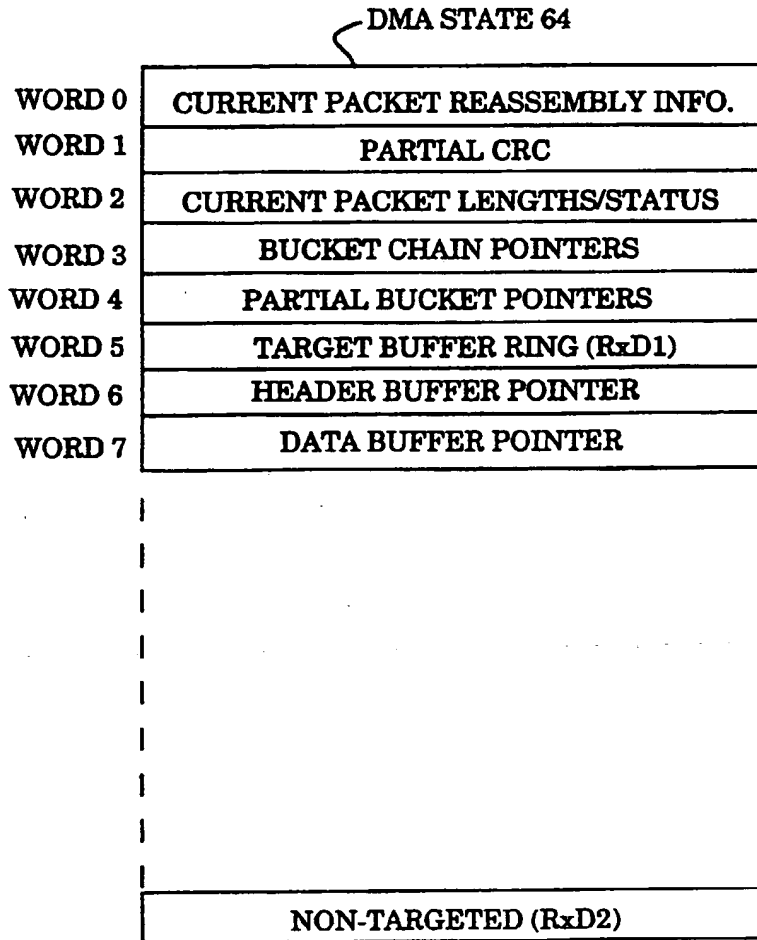 DMA STATE 64
WORD 0 CURRENT PACKET REASSEMBLY INFO.
WORD 1 PARTIAL CRC
WORD 2 CURRENT PACKET LENGTHS/STATUS
WORD 3 BUCKET CHAIN POINTERS
WORD 4 PARTIAL BUCKET POINTERS
WORD 5 TARGET BUFFER RING (RxD1)
WORD 6 HEADER BUFFER POINTER
WORD 7 DATA BUFFER POINTER
NON-TARGETED (RxD2)